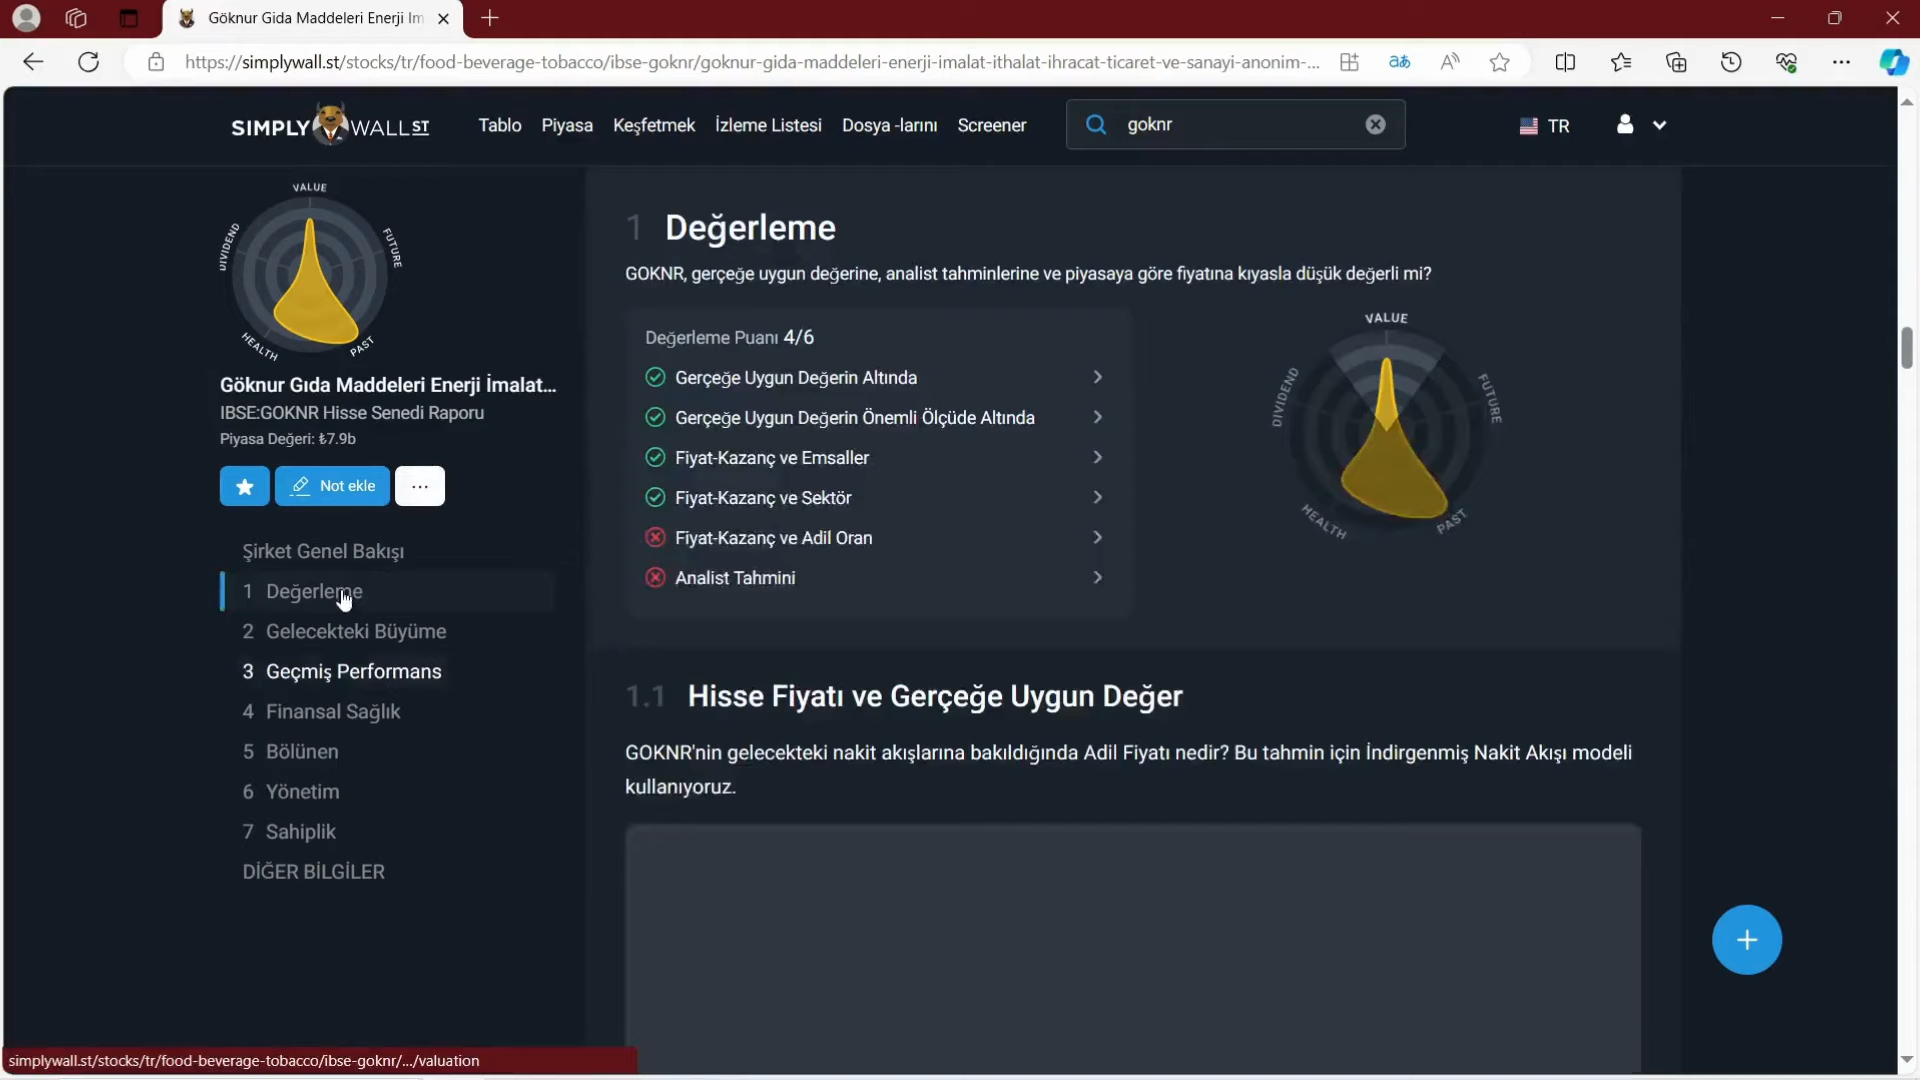 Göknur Gida Maddeleri Enerji Im
https://simplywall.st/stocks/tr/food-beverage-tobacco/ibse-goknr/goknur-gida-maddeleri-enerji-imalat-ithalat-ihracat-ticaret-ve-sanayi-anonim-...
SIMPLY WALLST
Tablo Piyasa Keşfetmek İzleme Listesi Dosya -larını Screener
goknr
TR
VALUE
FUTURE
PAST
HEALTH
DIVIDEND
Göknur Gıda Maddeleri Enerji İmalat...
IBSE:GOKNR Hisse Senedi Raporu
Piyasa Değeri: ₺7.9b
Not ekle
...
Şirket Genel Bakışı
1 Değerleme
2 Gelecekteki Büyüme
3 Geçmiş Performans
4 Finansal Sağlık
5 Bölünen
6 Yönetim
7 Sahiplik
DİĞER BİLGİLER
1 Değerleme
GOKNR, gerçeğe uygun değerine, analist tahminlerine ve piyasaya göre fiyatına kıyasla düşük değerli mi?
Değerleme Puanı 4/6
Gerçeğe Uygun Değerin Altında
Gerçeğe Uygun Değerin Önemli Ölçüde Altında
Fiyat-Kazanç ve Emsaller
Fiyat-Kazanç ve Sektör
Fiyat-Kazanç ve Adil Oran
Analist Tahmini
VALUE
FUTURE
PAST
HEALTH
DIVIDEND
1.1 Hisse Fiyatı ve Gerçeğe Uygun Değer
GOKNR'nin gelecekteki nakit akışlarına bakıldığında Adil Fiyatı nedir? Bu tahmin için İndirgenmiş Nakit Akışı modeli
kullanıyoruz.
simplywall.st/stocks/tr/food-beverage-tobacco/ibse-goknr/.../valuation